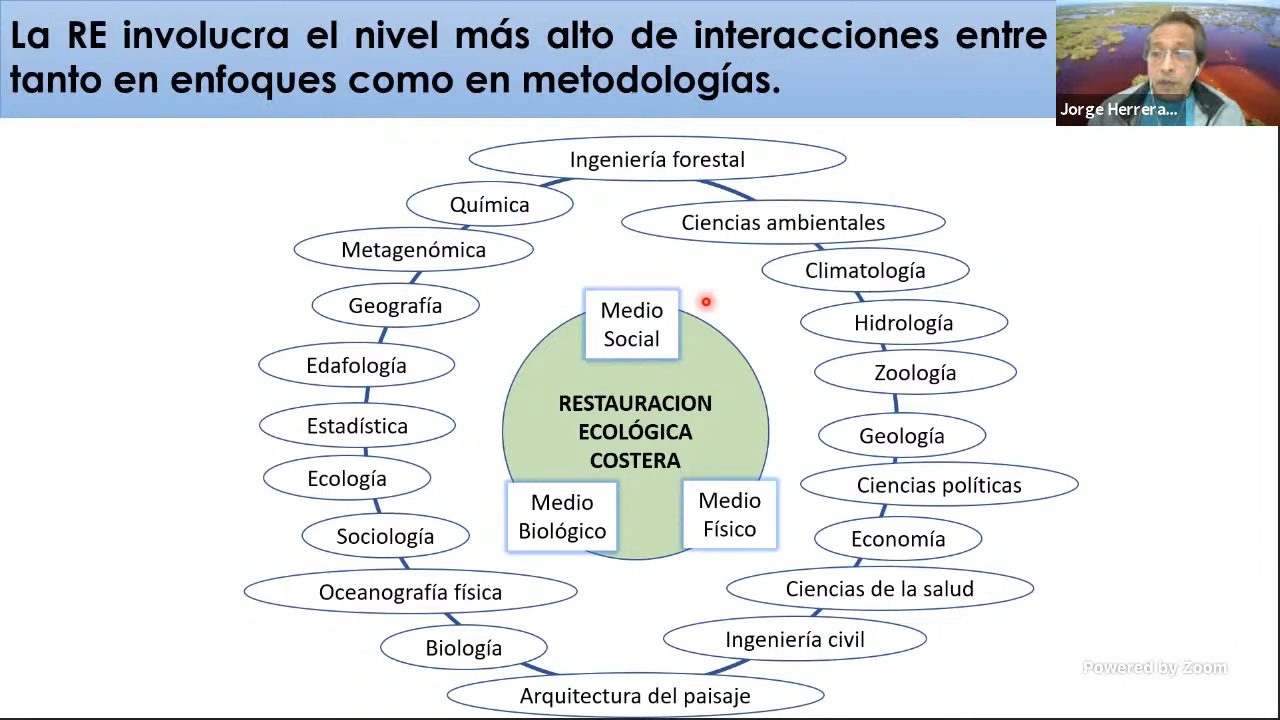 La RE involucra el nivel más alto de interacciones entre
tanto en enfoques como en metodologías.
Jorge Herrera...
Ingeniería forestal
Química
Ciencias ambientales
Metagenómica
Climatología
Geografía
Medio
Social
Hidrología
Edafología
Zoología
RESTAURACION
ECOLÓGICA
COSTERA
Estadística
Geología
Ecología
Ciencias políticas
Medio
Biológico
Medio
Físico
Sociología
Economía
Oceanografía física
Ciencias de la salud
Biología
Ingeniería civil
Arquitectura del paisaje
Powered by Zoom